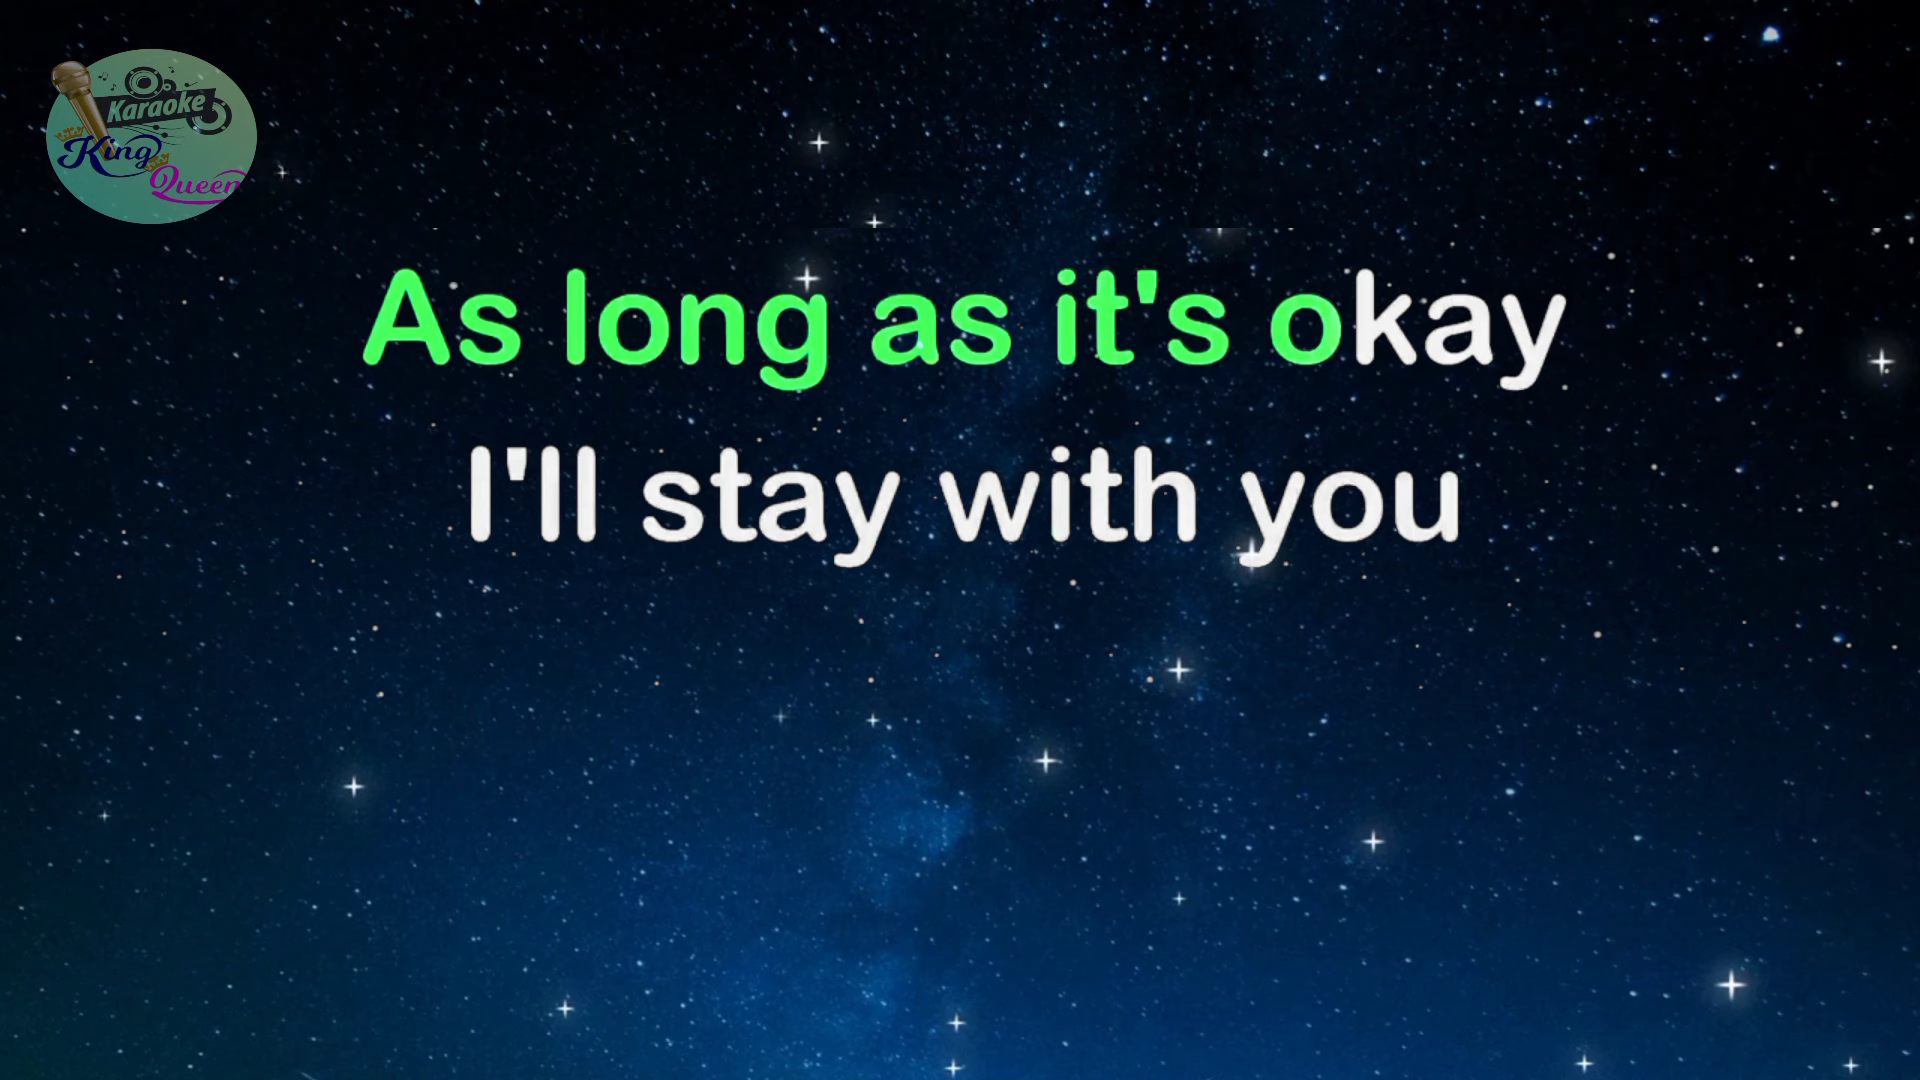 Karaoke
King
Queen
As long as it's okay
I'll stay with you